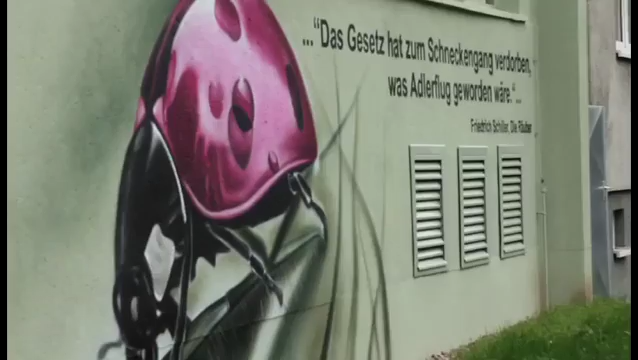 ..."Das Gesetz hat zum Schneckengang verdorben,
was Adlerflug geworden wäre."...
Friedrich Schiller, Die Räuber